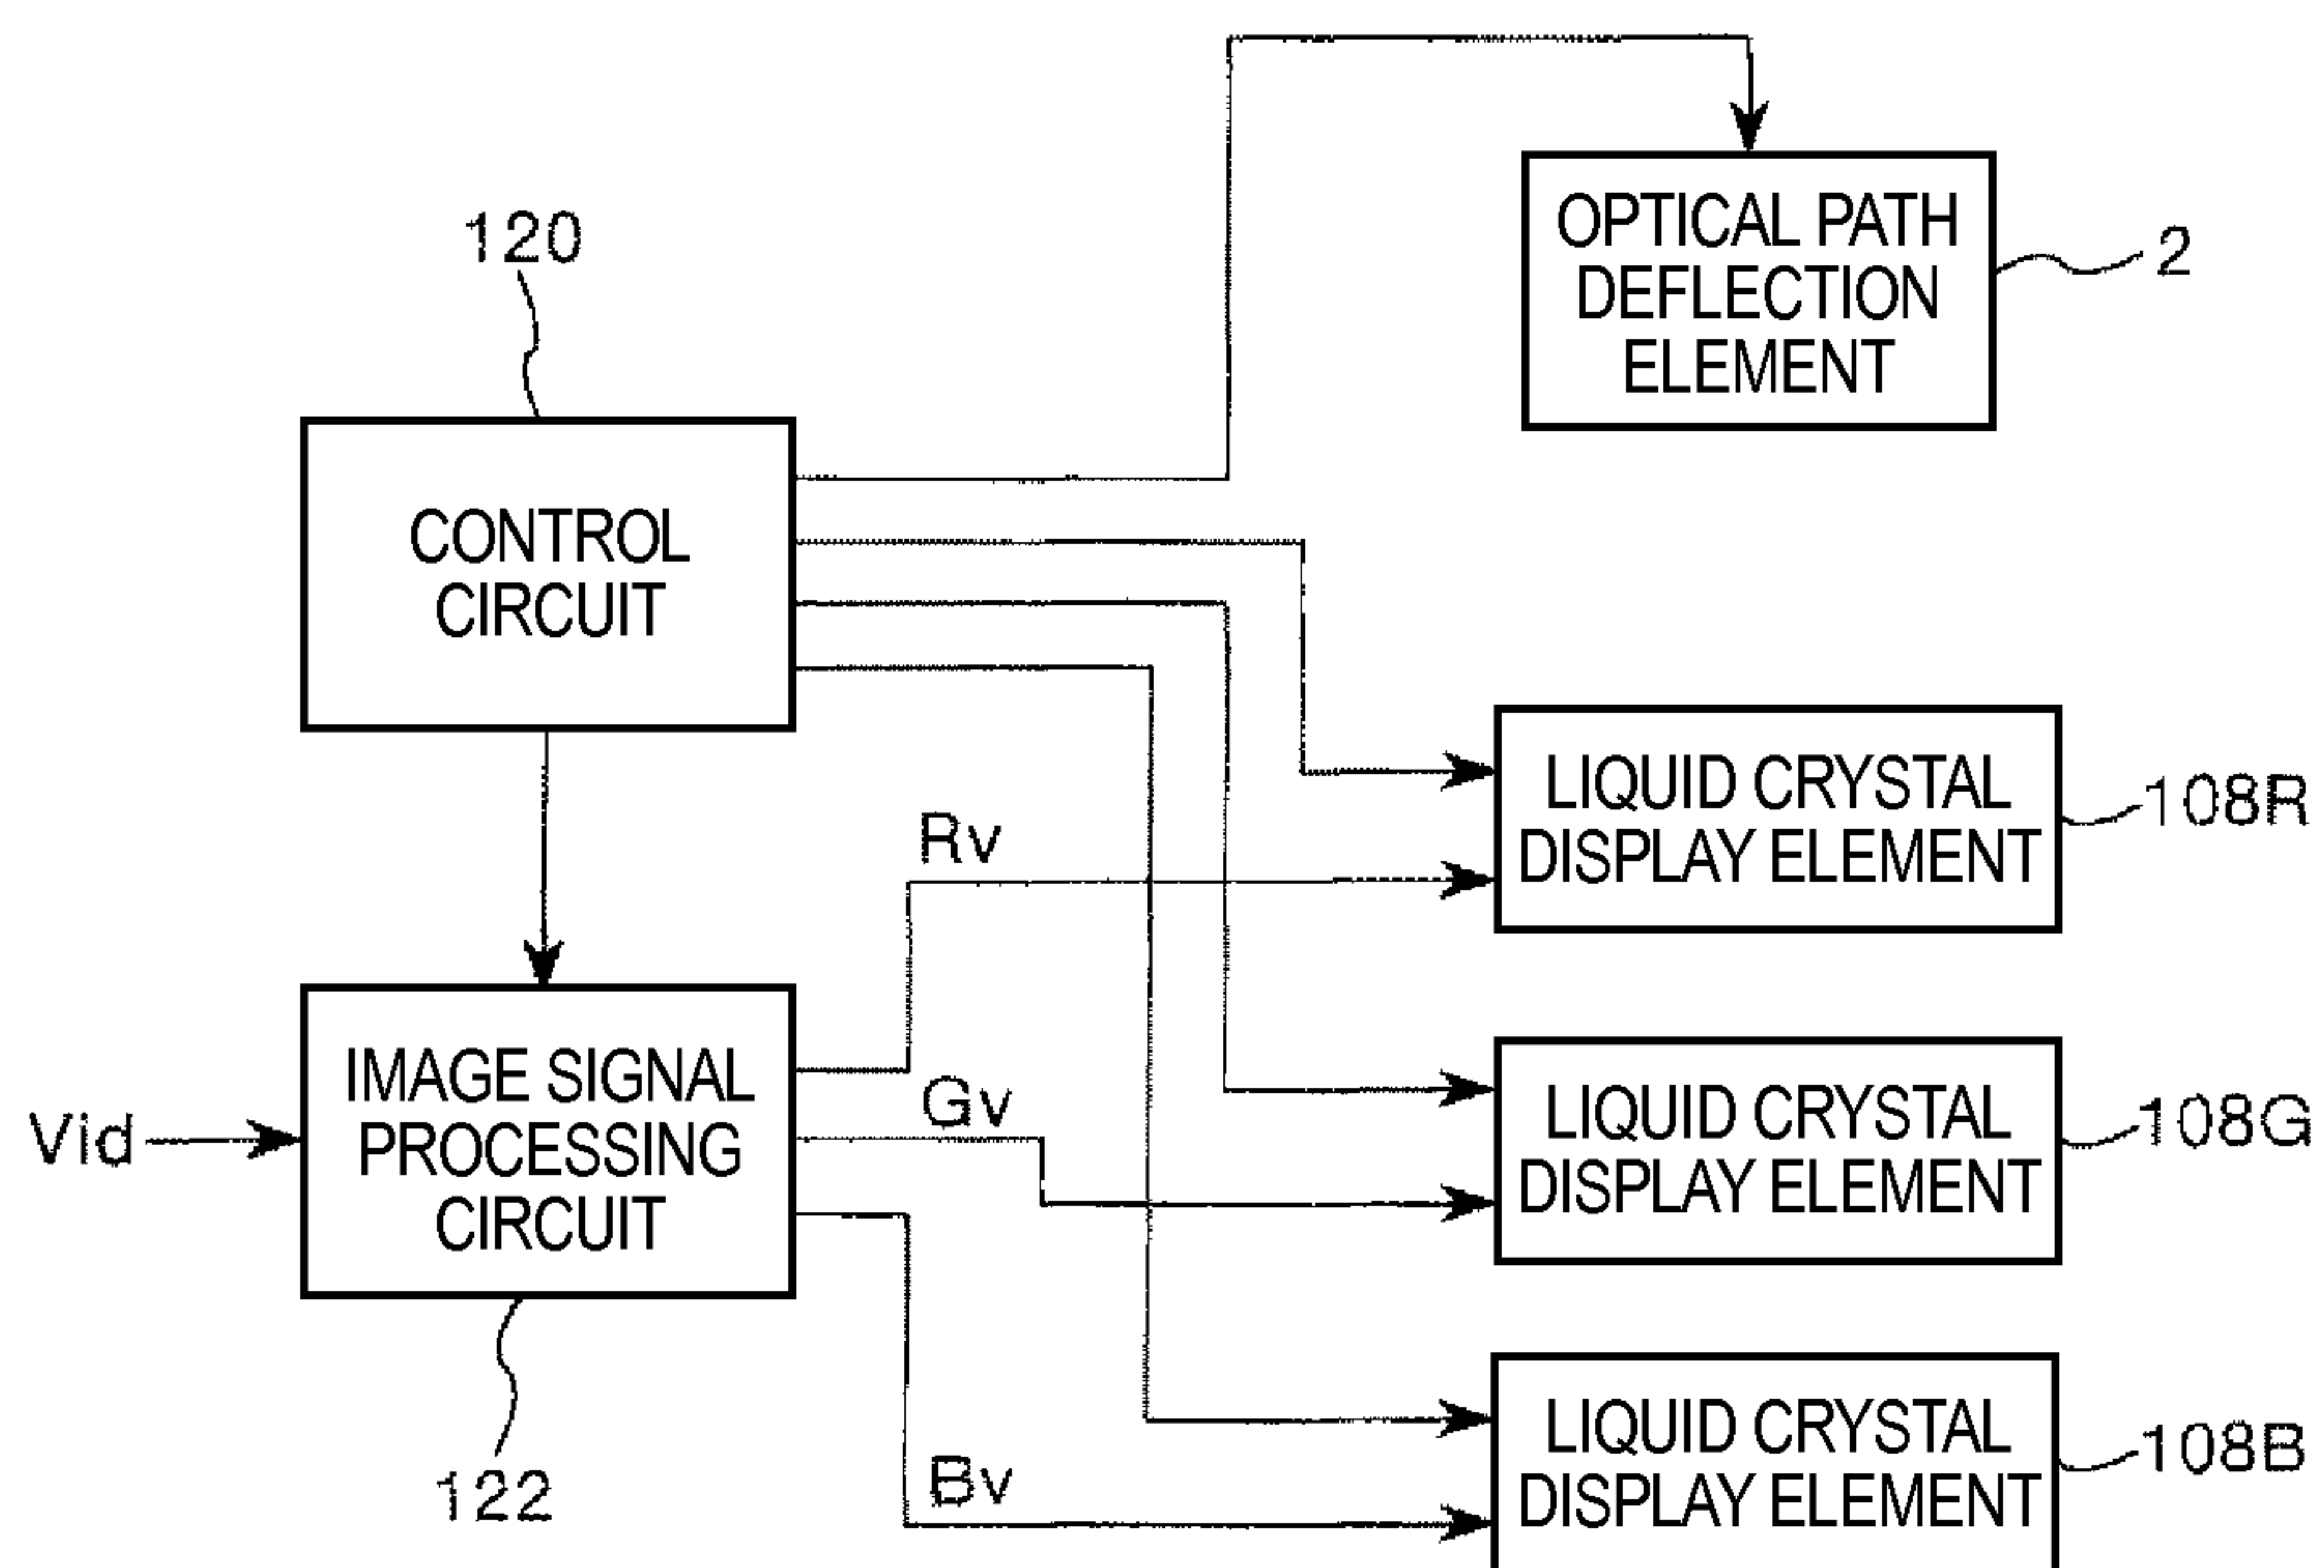 120
OPTICAL PATH
DEFLECTION
ELEMENT
2
CONTROL
CIRCUIT
LIQUID CRYSTAL
DISPLAY ELEMENT
108R
Rv
IMAGE SIGNAL
PROCESSING
CIRCUIT
Vid
Gv
LIQUID CRYSTAL
DISPLAY ELEMENT
108G
122
Bv
LIQUID CRYSTAL
DISPLAY ELEMENT
108B